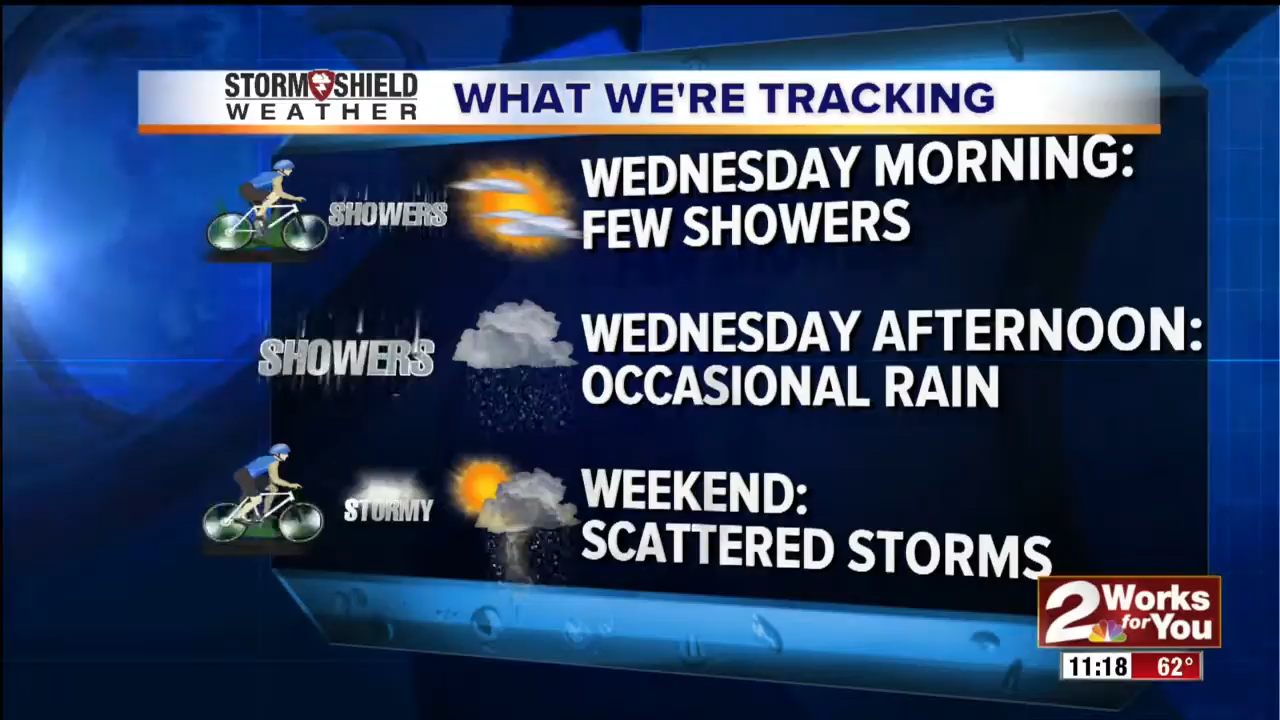 STORM SHIELD
WEATHER
WHAT WE'RE TRACKING
SHOWERS
WEDNESDAY MORNING:
FEW SHOWERS
SHOWERS
WEDNESDAY AFTERNOON:
OCCASIONAL RAIN
STORMY
WEEKEND:
SCATTERED STORMS
2 Works
for You
11:18 62°